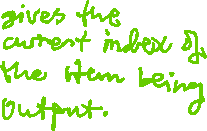 gives the
current index of
the item being
output.